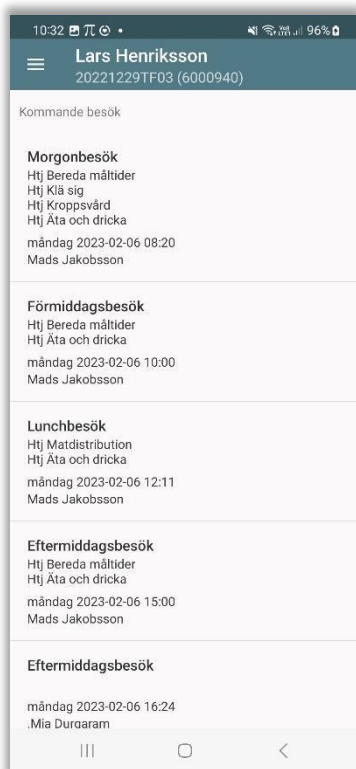 10:32
96%
Lars Henriksson
20221229TF03 (6000940)
Kommande besök
Morgonbesök
Htj Bereda måltider
Htj Klä sig
Htj Kroppsvård
Htj Äta och dricka
måndag 2023-02-06 08:20
Mads Jakobsson
Förmiddagsbesök
Htj Bereda måltider
Htj Äta och dricka
måndag 2023-02-06 10:00
Mads Jakobsson
Lunchbesök
Htj Matdistribution
Htj Äta och dricka
måndag 2023-02-06 12:11
Mads Jakobsson
Eftermiddagsbesök
Htj Bereda måltider
Htj Äta och dricka
måndag 2023-02-06 15:00
Mads Jakobsson
Eftermiddagsbesök
måndag 2023-02-06 16:24
.Mia Durgaram